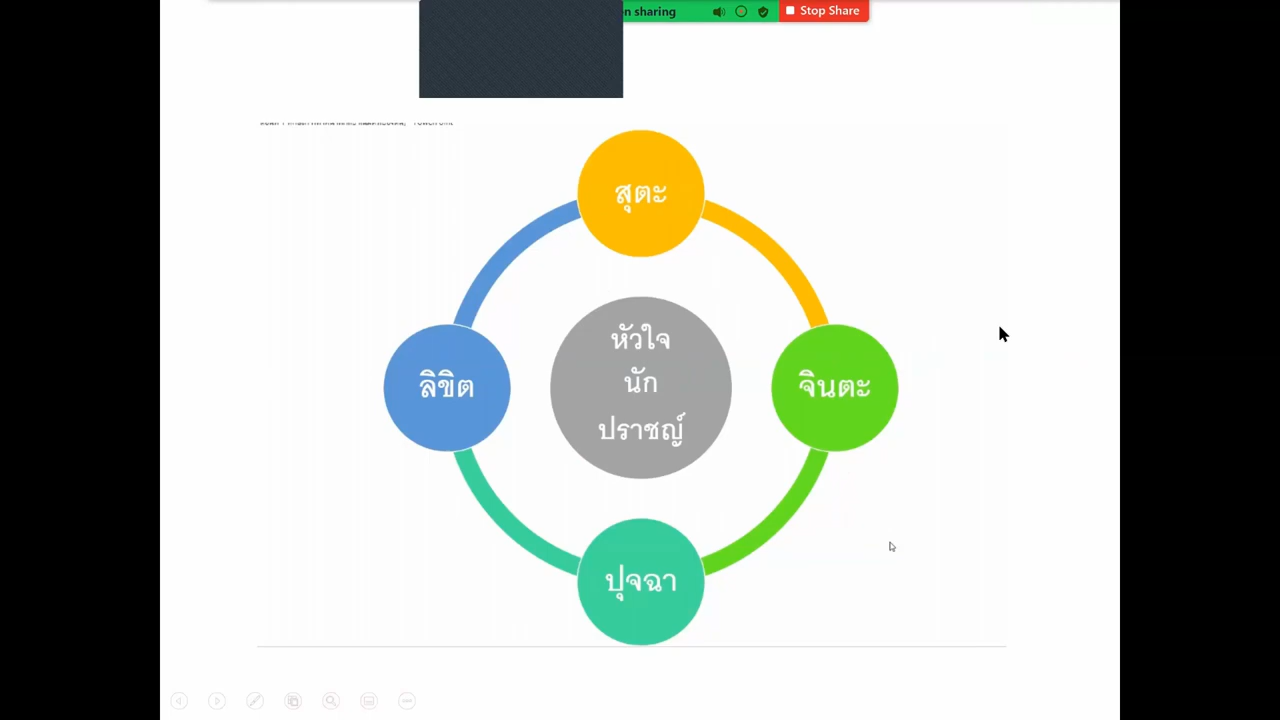 n sharing
Stop Share
สุตะ
หัวใจ
นัก
ปราชญ์
ลิขิต
จินตะ
ปุจฉา